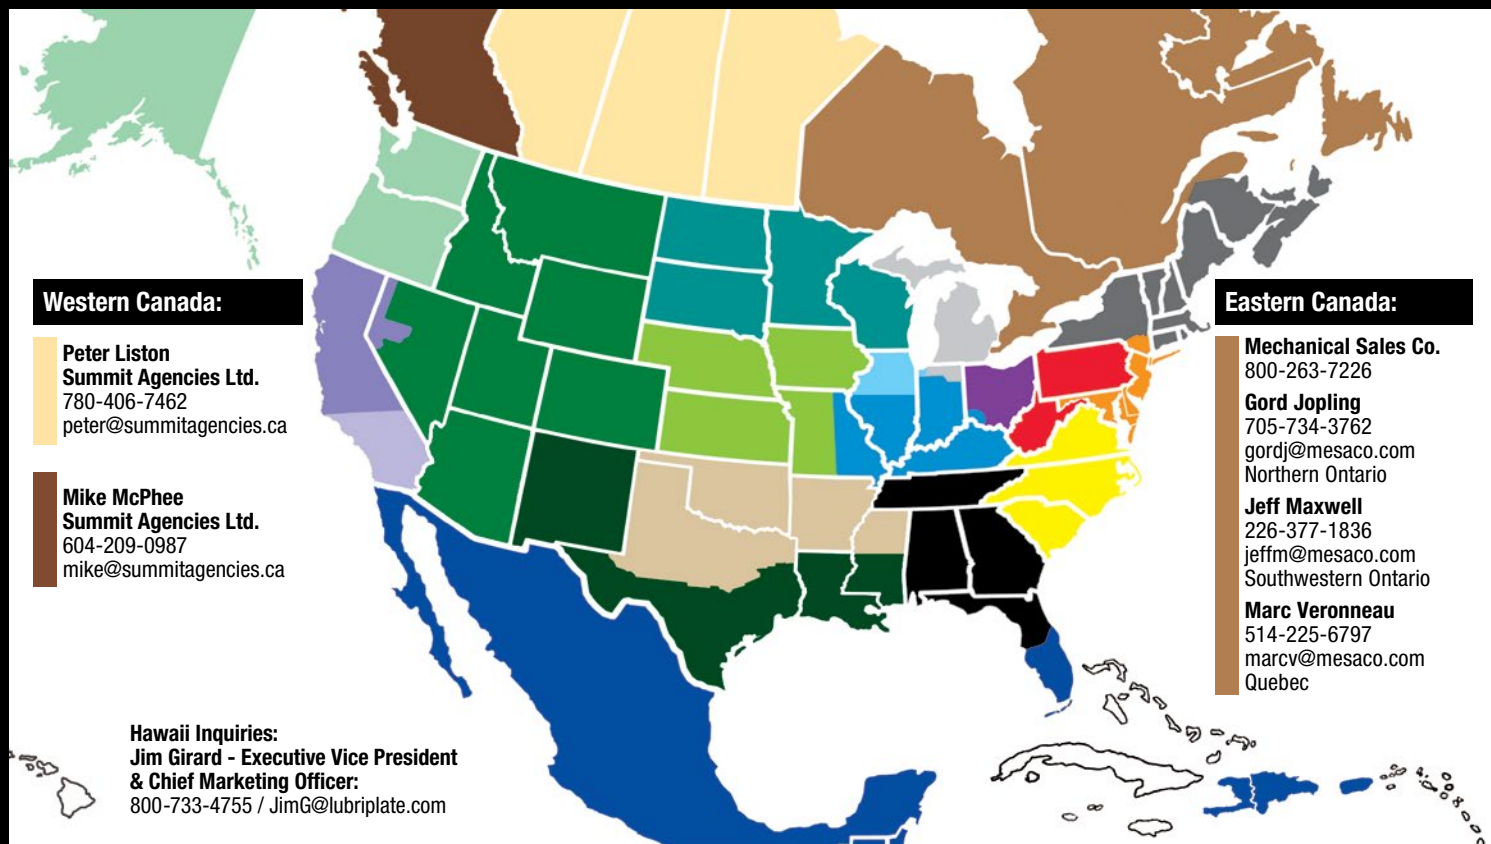 Western Canada:
Peter Liston
Summit Agencies Ltd.
780-406-7462
peter@summitagencies.ca
Mike McPhee
Summit Agencies Ltd.
604-209-0987
mike@summitagencies.ca
Hawaii Inquiries:
Jim Girard - Executive Vice President
& Chief Marketing Officer:
800-733-4755 / JimG@lubriplate.com
Eastern Canada:
Mechanical Sales Co.
800-263-7226
Gord Jopling
705-734-3762
gordj@mesaco.com
Northern Ontario
Jeff Maxwell
226-377-1836
jeffm@mesaco.com
Southwestern Ontario
Marc Veronneau
514-225-6797
marcv@mesaco.com
Quebec